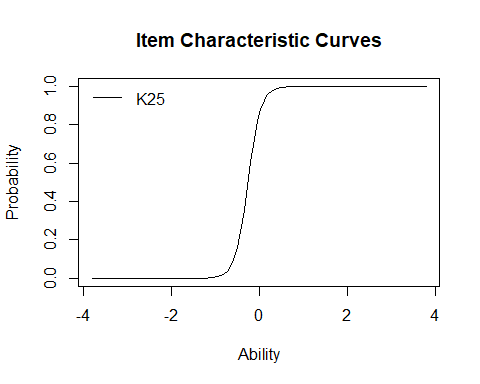 Item Characteristic Curves
K25
Probability
0.0 0.2 0.4 0.6 0.8 1.0
-4 -2 0 2 4
Ability